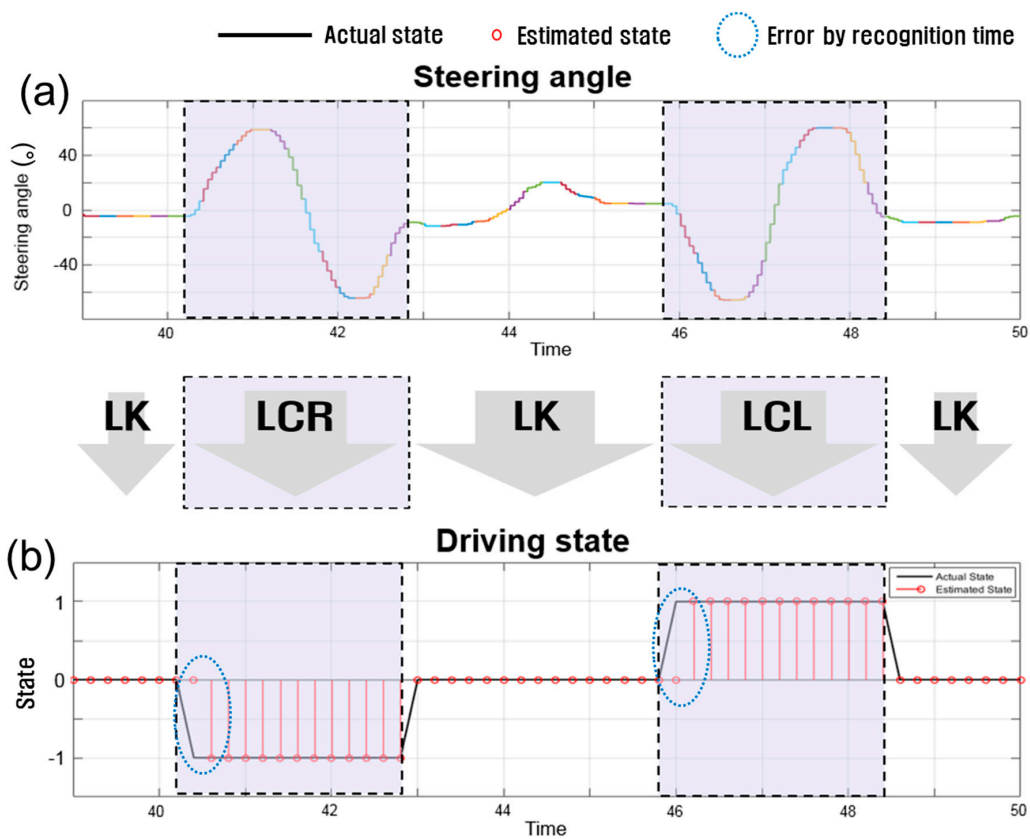 Actual state Estimated state Error by recognition time
(a) Steering angle
Steering angle (°)
40
0
-40
40 42 44 46 48 50
Time
LK LCR LK LCL LK
(b) Driving state
Actual State
Estimated State
State
1
0
-1
40 42 44 46 48 50
Time